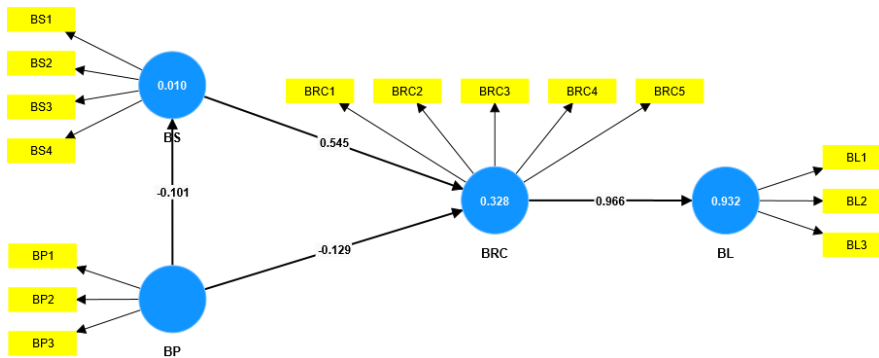 BS1
BS2
BS3
BS4
0.010
BS
BRC1
BRC2
BRC3
BRC4
BRC5
0.545
-0.101
-0.129
0.328
BRC
0.966
0.932
BL
BL1
BL2
BL3
BP1
BP2
BP3
BP